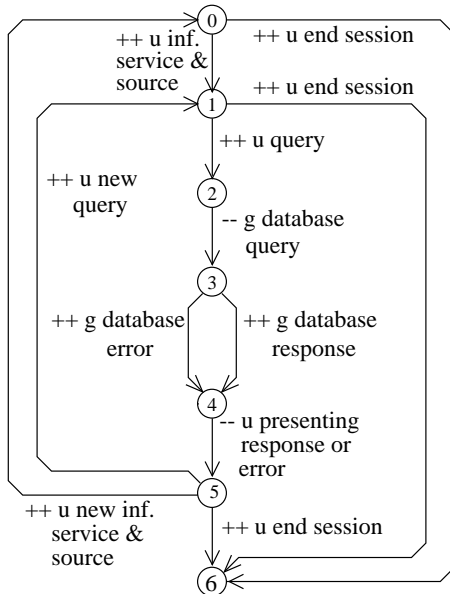 0
++ u inf.
service &
source
++ u end session
1
++ u end session
++ u query
++ u new
query
2
-- g database
query
3
++ g database
error
++ g database
response
4
-- u presenting
response or
error
5
++ u new inf.
service &
source
++ u end session
6